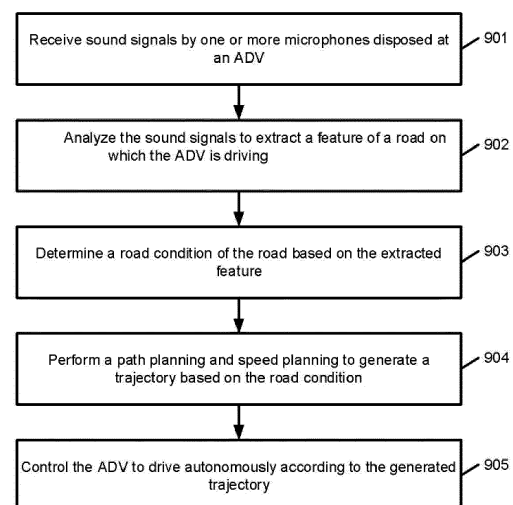 Receive sound signals by one or more microphones disposed at
an ADV
901
Analyze the sound signals to extract a feature of a road on
which the ADV is driving
902
Determine a road condition of the road based on the extracted
feature
903
Perform a path planning and speed planning to generate a
trajectory based on the road condition
904
Control the ADV to drive autonomously according to the generated
trajectory
905